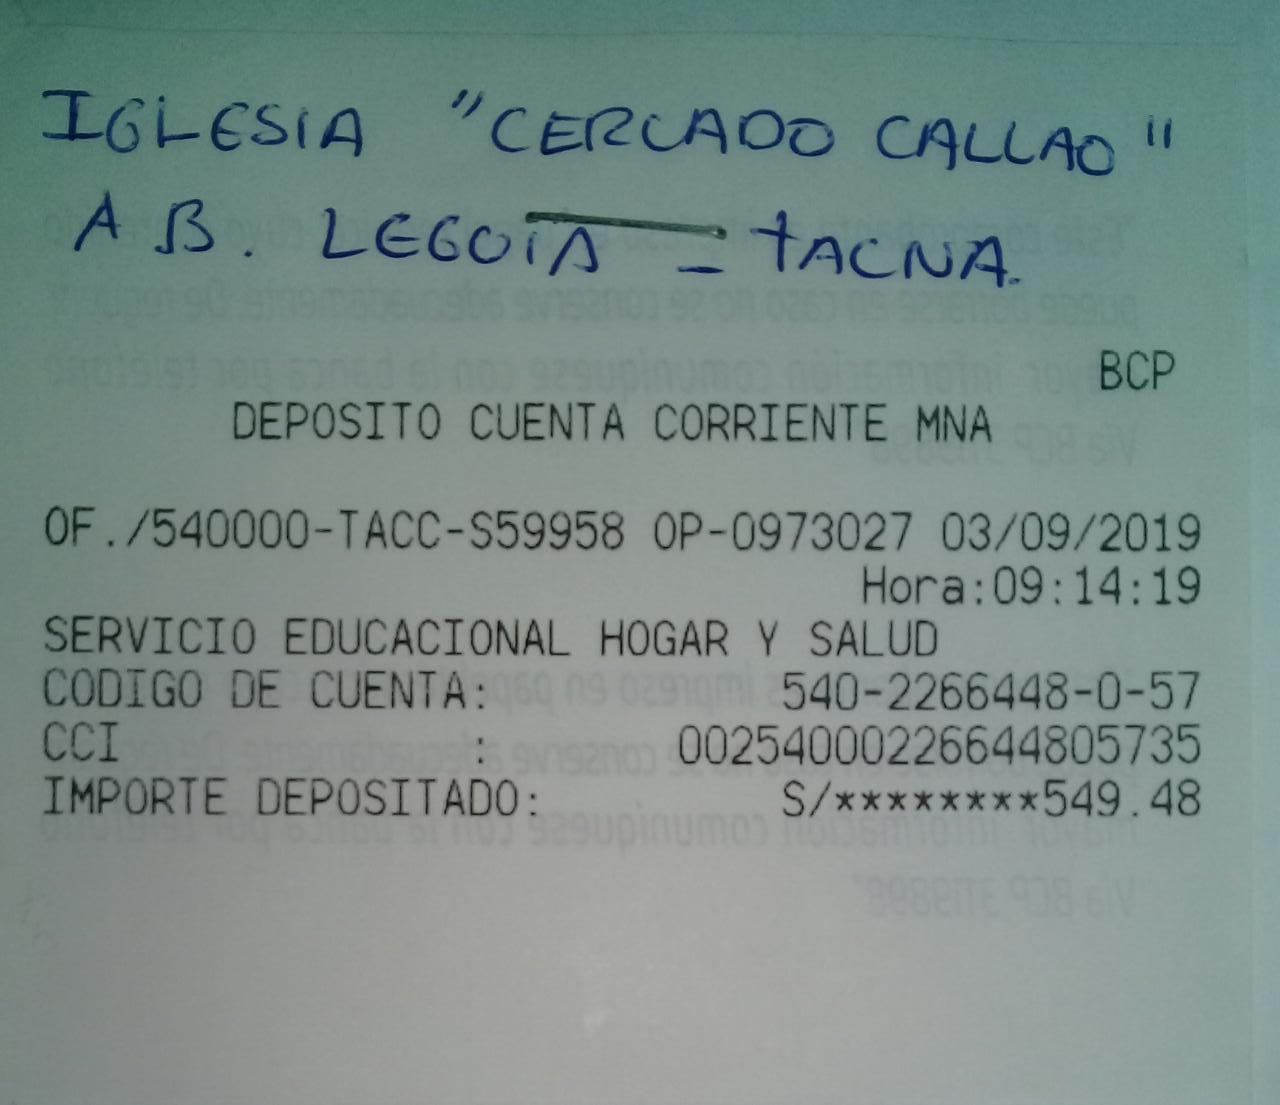 IGLESIA "CERCADO CALLAO"
A B. LEGOIA - TACNA.
BCP
DEPOSITO CUENTA CORRIENTE MNA
OF./540000-TACC-S59958 OP-0973027 03/09/2019
Hora:09:14:19
SERVICIO EDUCACIONAL HOGAR Y SALUD
CODIGO DE CUENTA: 540-2266448-0-57
CCI : 00254000226644805735
IMPORTE DEPOSITADO: S/********549.48